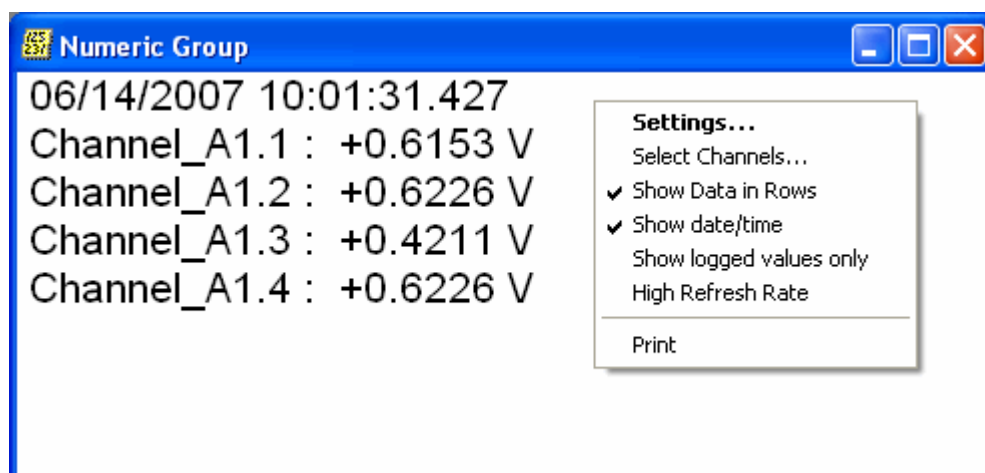 Numeric Group
06/14/2007 10:01:31.427
Channel_A1.1 : +0.6153 V
Channel_A1.2 : +0.6226 V
Channel_A1.3 : +0.4211 V
Channel_A1.4 : +0.6226 V
Settings...
Select Channels...
Show Data in Rows
Show date/time
Show logged values only
High Refresh Rate
Print